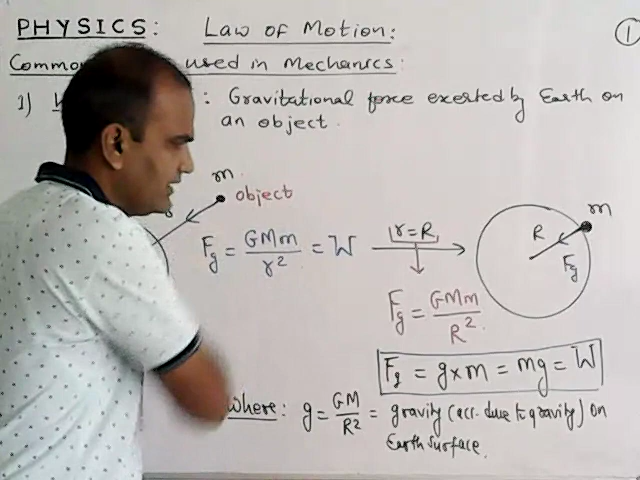 PHYSICS: Law of Motion: 1
Common used in Mechanics:
1) : Gravitational force exerted by Earth on
an object.
m
object
Fg = GMm/r² = W
r=R
m
R
Fg
Fg = GMm/R².
Fg = g×m = mg = W
where: g = GM/R² = gravity (acc. due to gravity) on
Earth surface.